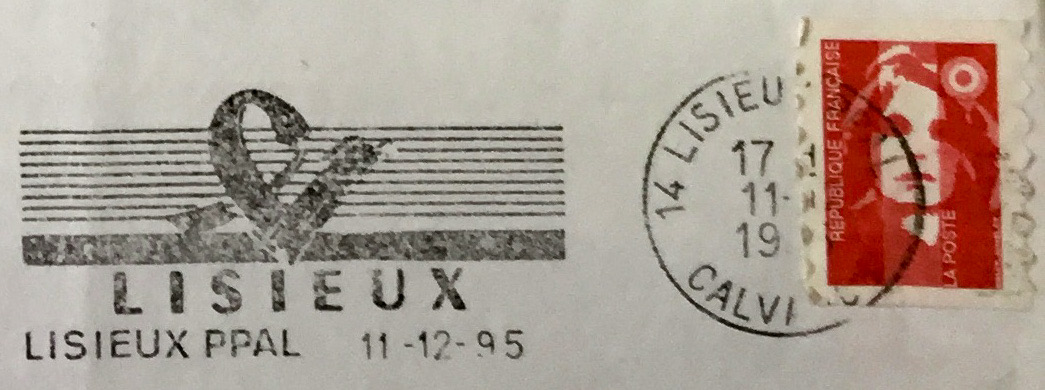 LISIEUX
LISIEUX PPAL 11-12-95
14 LISIEU
17
11-
19
CALV
REPUBLIQUE FRANÇAISE
LA POSTE